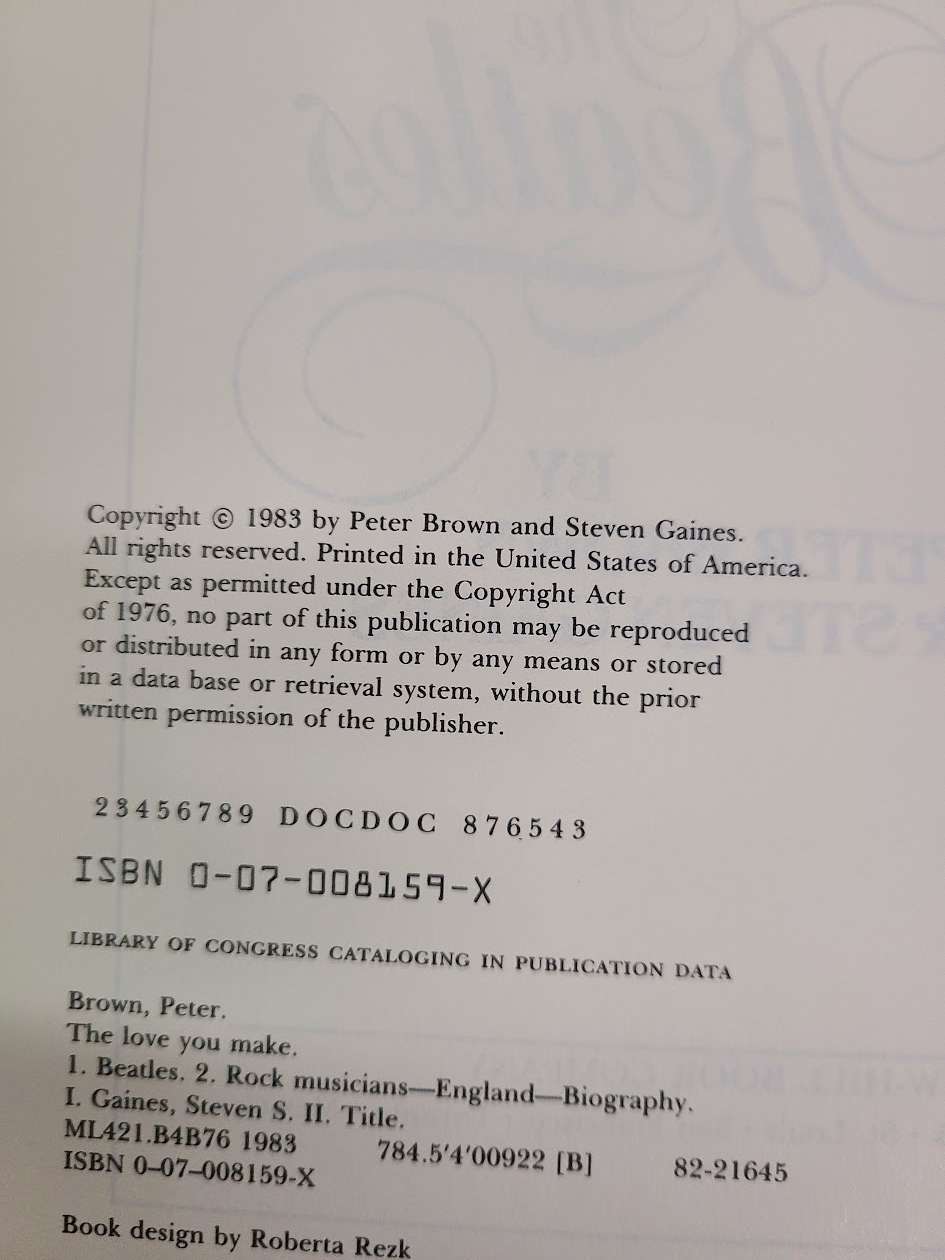 The
Beatles
BY
PETER
& STEVEN
Copyright © 1983 by Peter Brown and Steven Gaines.
All rights reserved. Printed in the United States of America.
Except as permitted under the Copyright Act
of 1976, no part of this publication may be reproduced
or distributed in any form or by any means or stored
in a data base or retrieval system, without the prior
written permission of the publisher.
23456789 DOCDOC 876543
ISBN 0-07-008159-X
LIBRARY OF CONGRESS CATALOGING IN PUBLICATION DATA
Brown, Peter.
The love you make.
1. Beatles. 2. Rock musicians—England—Biography.
I. Gaines, Steven S. II. Title.
ML421.B4B76 1983 784.5'4'00922 [B] 82-21645
ISBN 0–07–008159-X
Book design by Roberta Rezk